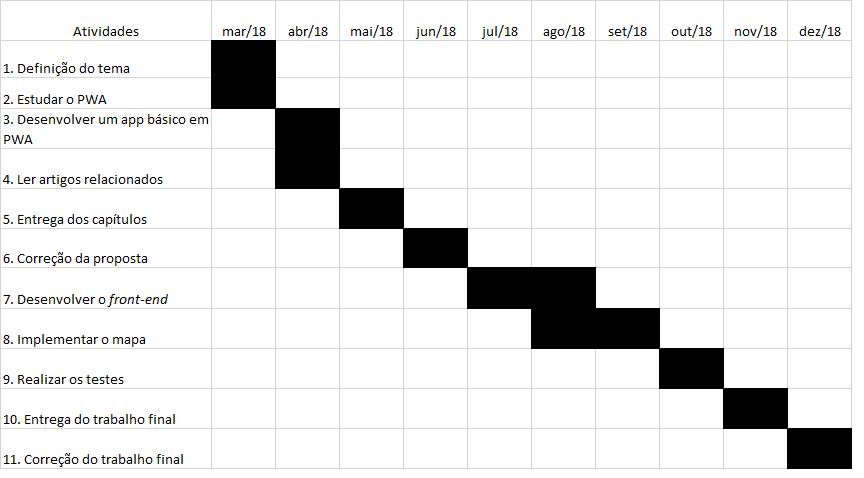 Atividades mar/18 abr/18 mai/18 jun/18 jul/18 ago/18 set/18 out/18 nov/18 dez/18
1. Definição do tema
2. Estudar o PWA
3. Desenvolver um app básico em
PWA
4. Ler artigos relacionados
5. Entrega dos capítulos
6. Correção da proposta
7. Desenvolver o front-end
8. Implementar o mapa
9. Realizar os testes
10. Entrega do trabalho final
11. Correção do trabalho final